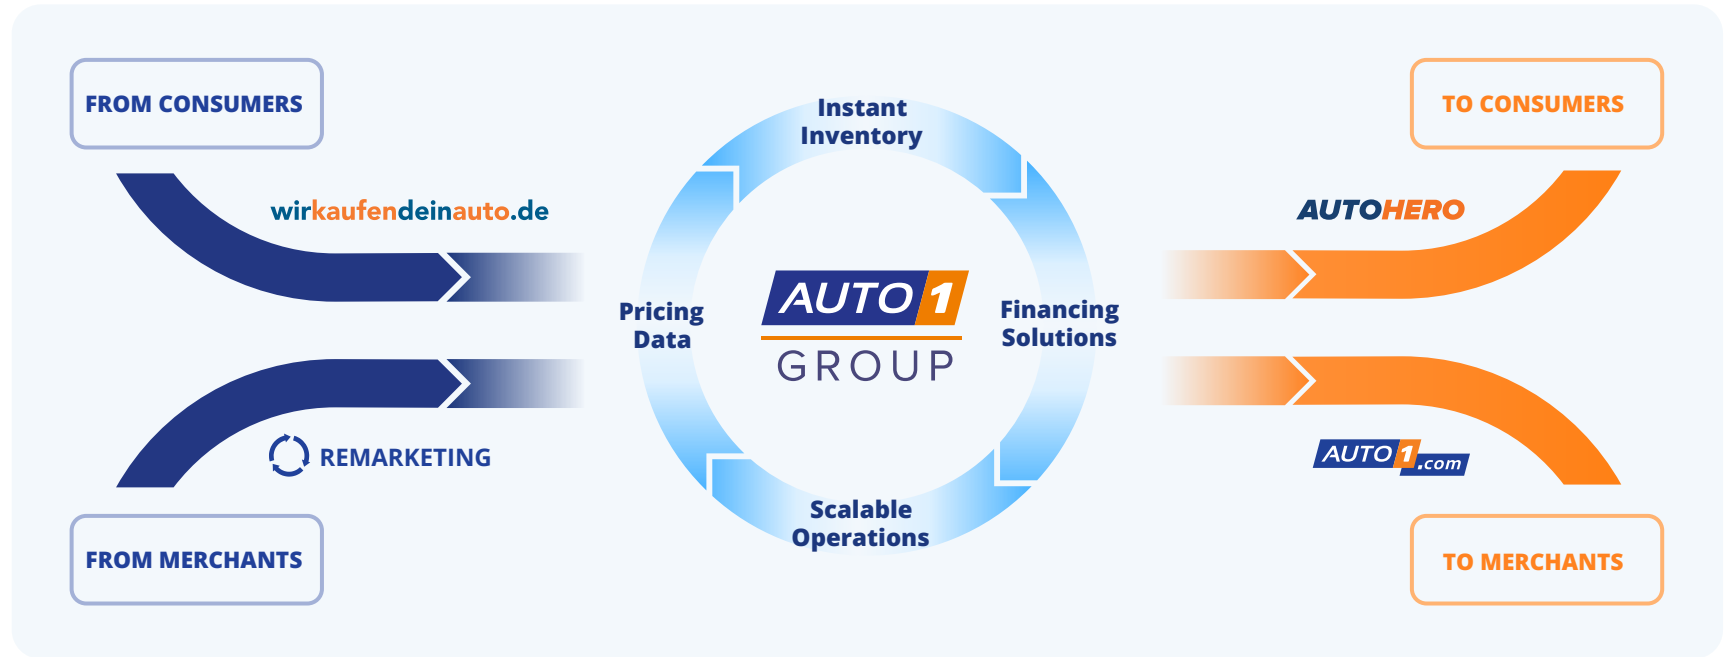 FROM CONSUMERS
wirkaufendeinauto.de
REMARKETING
FROM MERCHANTS
Instant
Inventory
Pricing
Data
AUTO1
GROUP
Financing
Solutions
Scalable
Operations
TO CONSUMERS
AUTOHERO
AUTO1.com
TO MERCHANTS